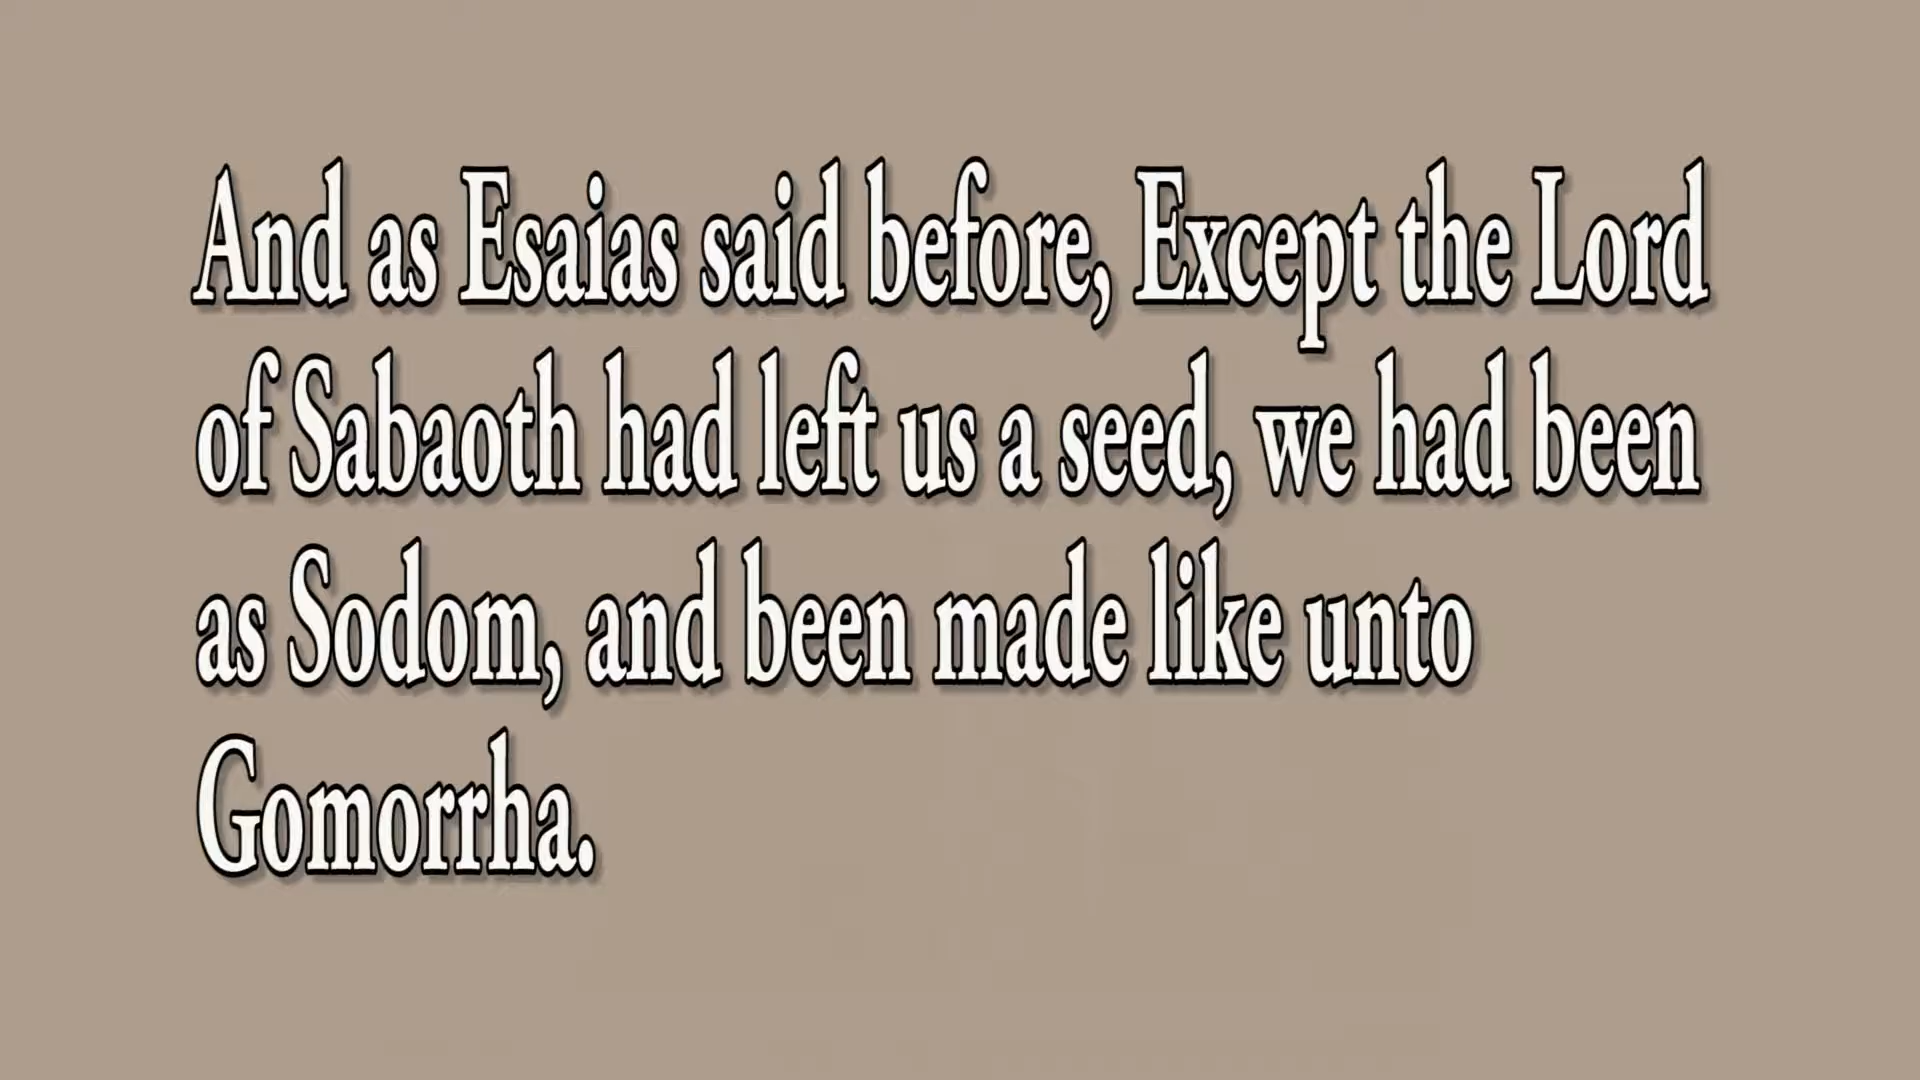 And as Esaias said before, Except the Lord
of Sabaoth had left us a seed, we had been
as Sodom, and been made like unto
Gomorrha.